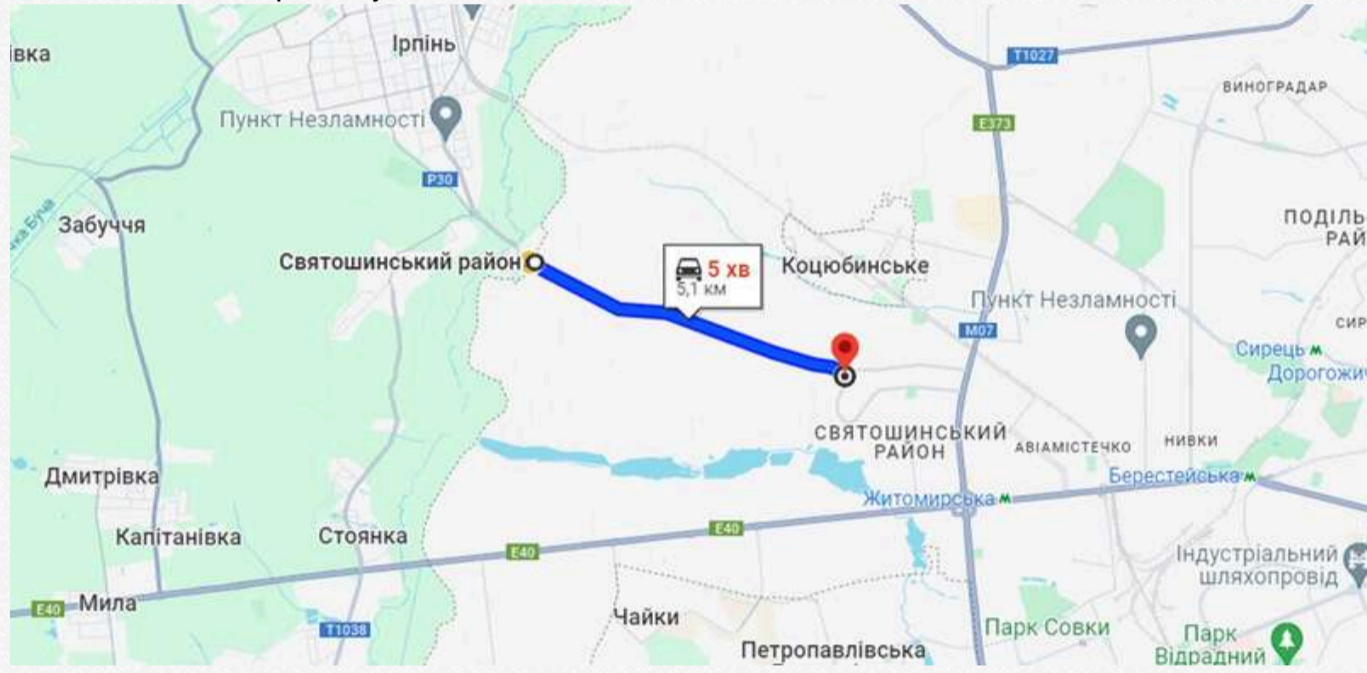 івка
Ірпінь
T1027
ВИНОГРАДАР
Пункт Незламності
E373
P30
Забуччя
ПОДІЛЬ
РАЙ
Святошинський район
5 хв
5,1 км
Коцюбинське
Пункт Незламності
M07
СИР
Сирець
Дорогожи
СВЯТОШИНСЬКИЙ
РАЙОН
АВІАМІСТЕЧКО
НИВКИ
Дмитрівка
Берестейська
Житомирська
Капітанівка
Стоянка
E40
E40
Індустріальний
шляхопровід
E40
Мила
T1038
Чайки
Парк Совки
Парк
Відрадний
Петропавлівська